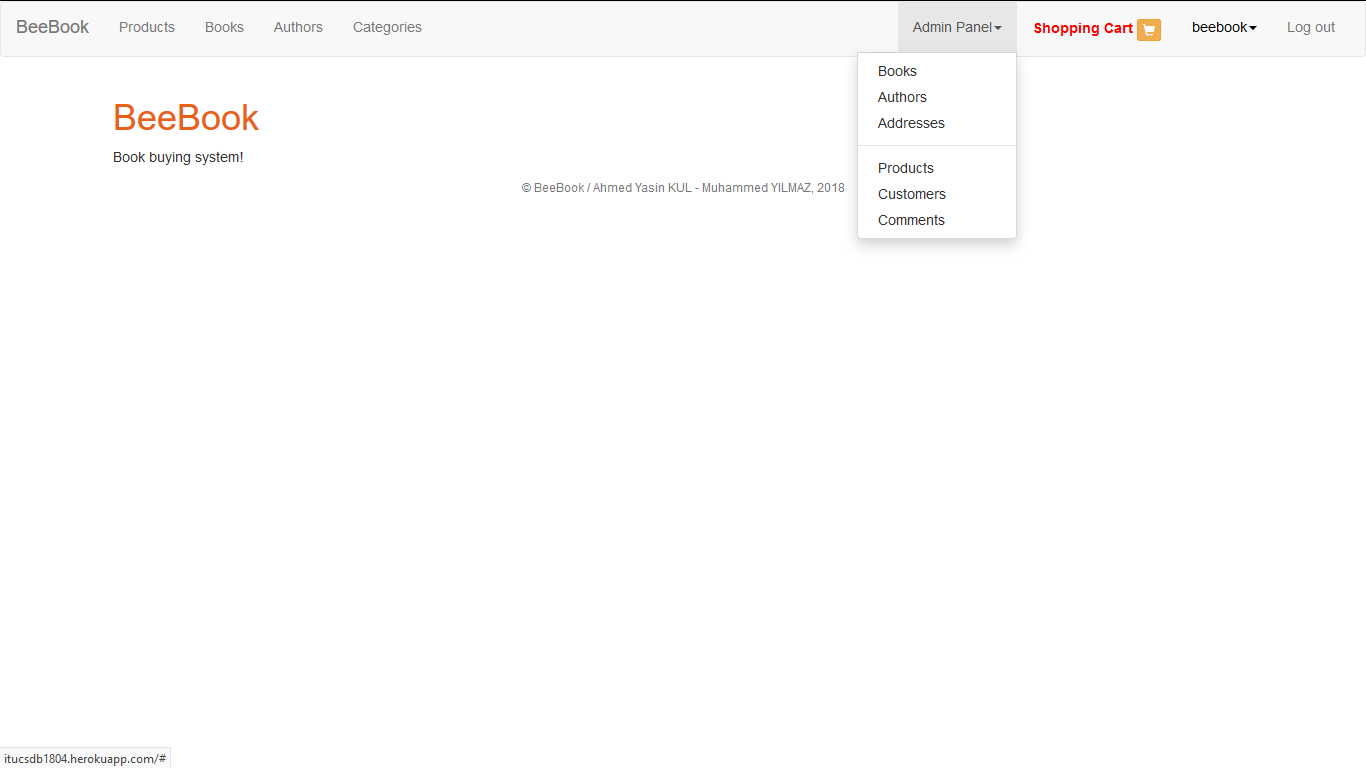 BeeBook Products Books Authors Categories Admin Panel Shopping Cart beebook Log out
Books
Authors
Addresses
Products
Customers
Comments
BeeBook
Book buying system!
© BeeBook / Ahmed Yasin KUL - Muhammed YILMAZ, 2018
itucsdb1804.herokuapp.com/#